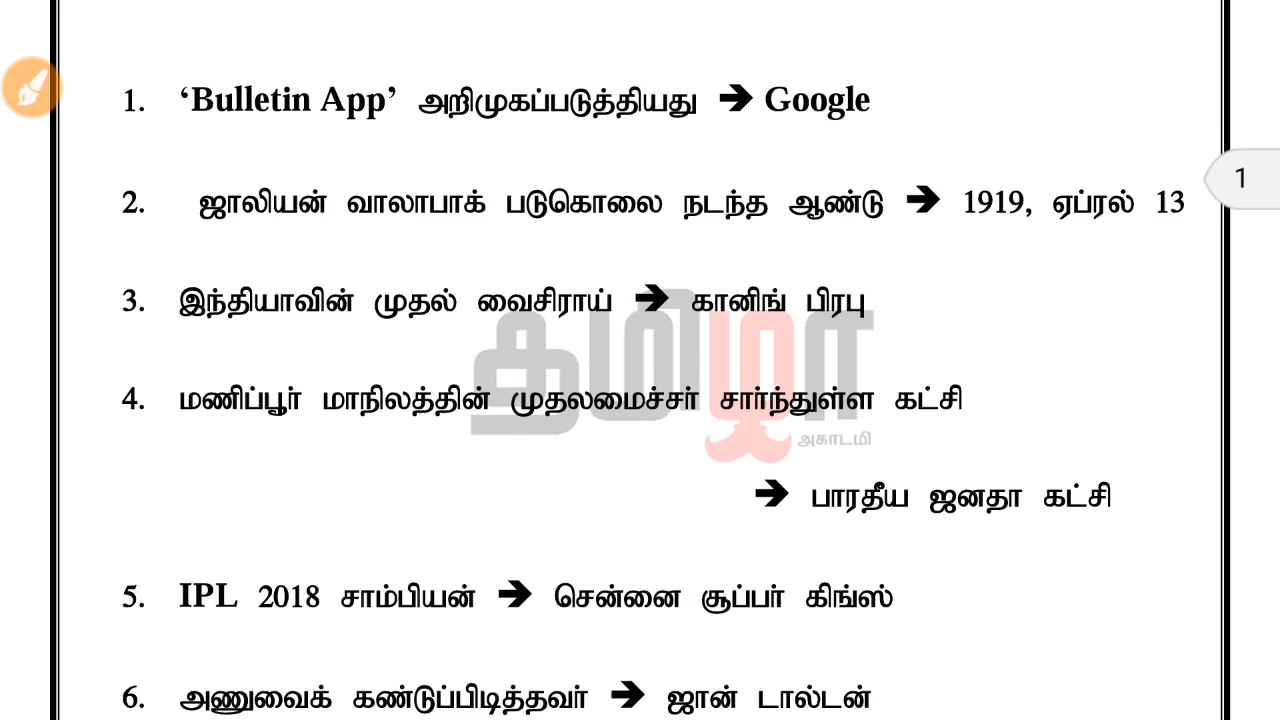 1. ‘Bulletin App’ அறிமுகப்படுத்தியது ➔ Google
1
2. ஜாலியன் வாலாபாக் படுகொலை நடந்த ஆண்டு ➔ 1919, ஏப்ரல் 13
3. இந்தியாவின் முதல் வைசிராய் ➔ கானிங் பிரபு
தமிழா
அகாடமி
4. மணிப்பூர் மாநிலத்தின் முதலமைச்சர் சார்ந்துள்ள கட்சி
➔ பாரதீய ஜனதா கட்சி
5. IPL 2018 சாம்பியன் ➔ சென்னை சூப்பர் கிங்ஸ்
6. அணுவைக் கண்டுப்பிடித்தவர் ➔ ஜான் டால்டன்